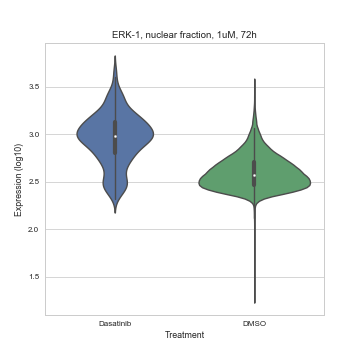 ERK-1, nuclear fraction, 1uM, 72h
3.5
3.0
2.5
2.0
1.5
Expression (log10)
Dasatinib DMSO
Treatment